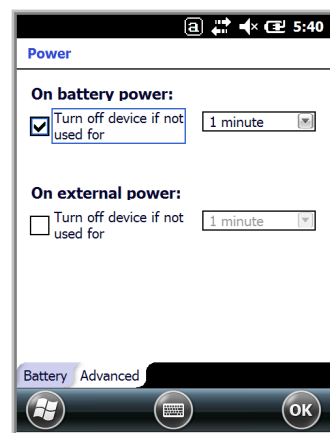 a 5:40
Power
On battery power:
Turn off device if not
used for
1 minute
On external power:
Turn off device if not
used for
1 minute
Battery Advanced
OK